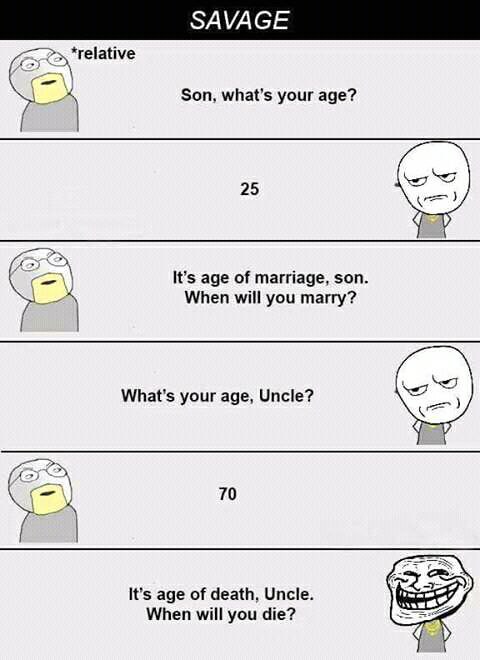 SAVAGE
*relative
Son, what's your age?
25
It's age of marriage, son.
When will you marry?
What's your age, Uncle?
70
It's age of death, Uncle.
When will you die?